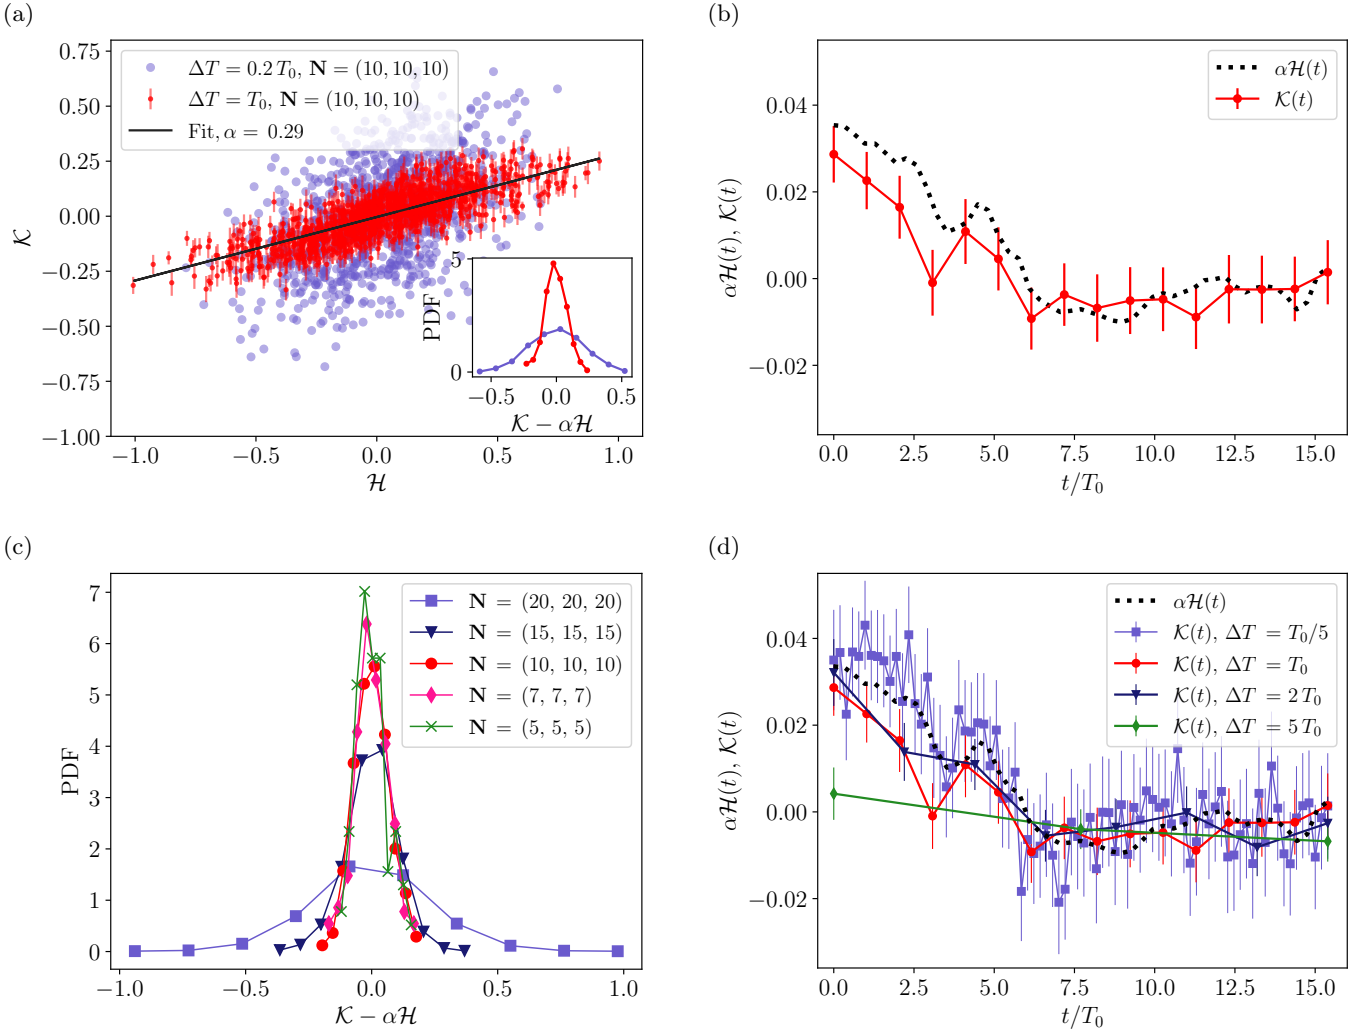 (a)
0.75
0.50
0.25
0.00
−0.25
−0.50
−0.75
−1.00
𝒦
ΔT = 0.2 T₀, N = (10, 10, 10)
ΔT = T₀, N = (10, 10, 10)
Fit, α = 0.29
5
0
PDF
−0.5 0.0 0.5
𝒦 − αℋ
−1.0 −0.5 0.0 0.5 1.0
ℋ
(b)
0.04
0.02
0.00
−0.02
αℋ(t), 𝒦(t)
αℋ(t)
𝒦(t)
0.0 2.5 5.0 7.5 10.0 12.5 15.0
t/T₀
(c)
7
6
5
4
3
2
1
0
PDF
N = (20, 20, 20)
N = (15, 15, 15)
N = (10, 10, 10)
N = (7, 7, 7)
N = (5, 5, 5)
−1.0 −0.5 0.0 0.5 1.0
𝒦 − αℋ
(d)
0.04
0.02
0.00
−0.02
αℋ(t), 𝒦(t)
αℋ(t)
𝒦(t), ΔT = T₀/5
𝒦(t), ΔT = T₀
𝒦(t), ΔT = 2 T₀
𝒦(t), ΔT = 5 T₀
0.0 2.5 5.0 7.5 10.0 12.5 15.0
t/T₀